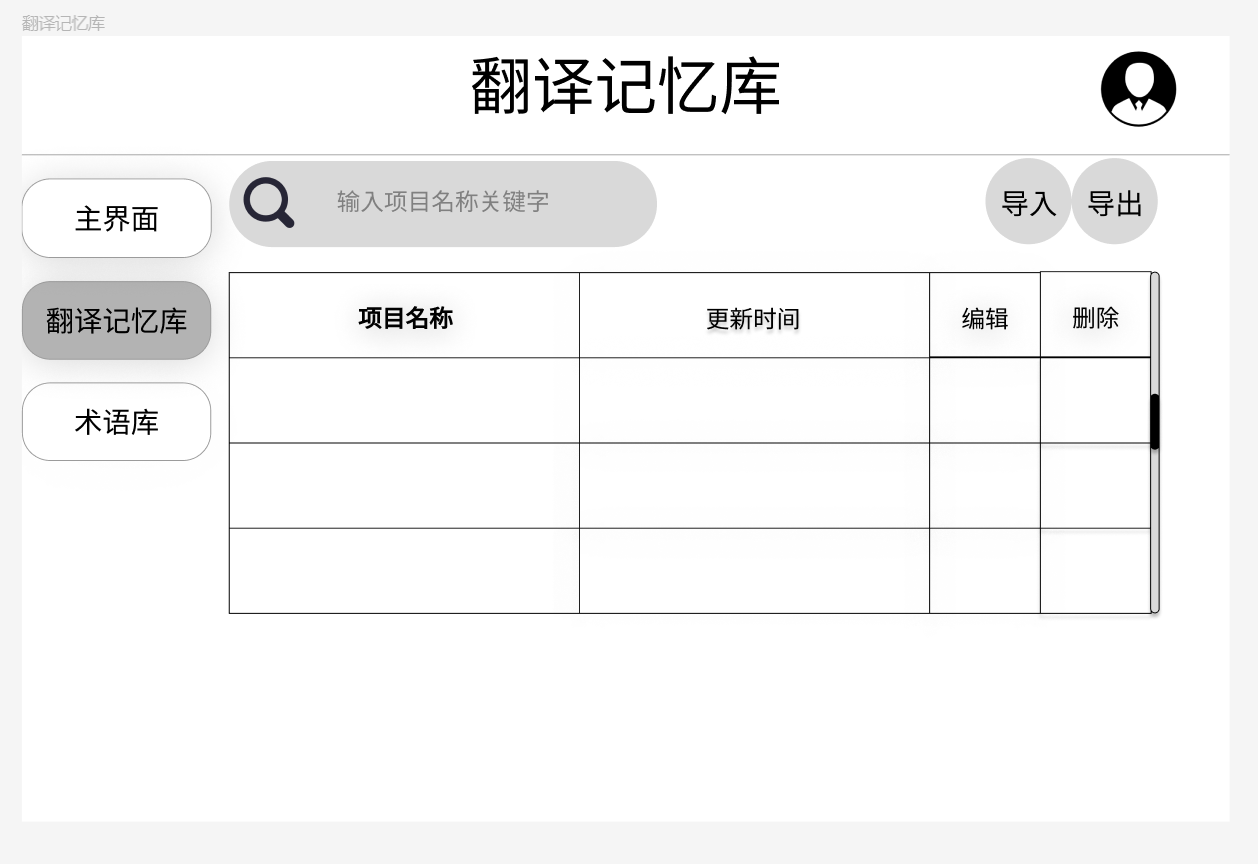 翻译记忆库
翻译记忆库
主界面
输入项目名称关键字
导入
导出
翻译记忆库
项目名称
更新时间
编辑
删除
术语库